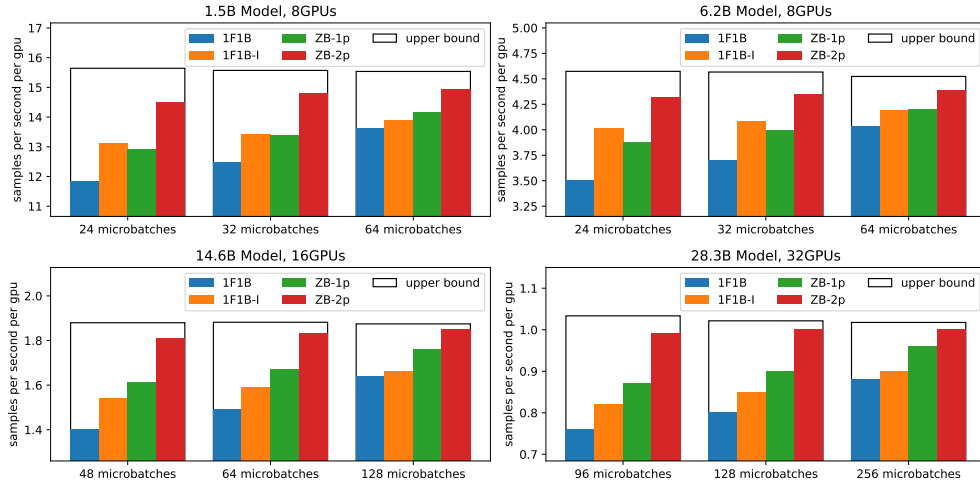 1.5B Model, 8GPUs
samples per second per gpu
17
16
15
14
13
12
11
1F1B
1F1B-I
ZB-1p
ZB-2p
upper bound
24 microbatches
32 microbatches
64 microbatches
6.2B Model, 8GPUs
samples per second per gpu
5.00
4.75
4.50
4.25
4.00
3.75
3.50
3.25
1F1B
1F1B-I
ZB-1p
ZB-2p
upper bound
24 microbatches
32 microbatches
64 microbatches
14.6B Model, 16GPUs
samples per second per gpu
2.0
1.8
1.6
1.4
1F1B
1F1B-I
ZB-1p
ZB-2p
upper bound
48 microbatches
64 microbatches
128 microbatches
28.3B Model, 32GPUs
samples per second per gpu
1.1
1.0
0.9
0.8
0.7
1F1B
1F1B-I
ZB-1p
ZB-2p
upper bound
96 microbatches
128 microbatches
256 microbatches